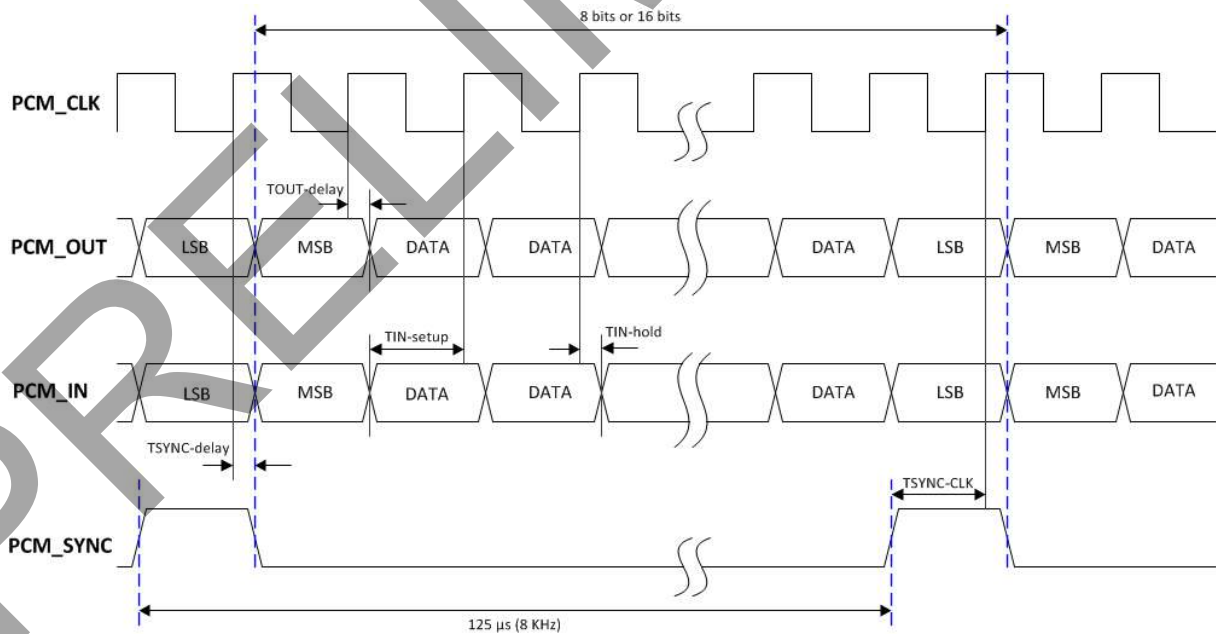 8 bits or 16 bits
PCM_CLK
TOUT-delay
PCM_OUT LSB MSB DATA DATA DATA LSB MSB DATA
TIN-setup TIN-hold
PCM_IN LSB MSB DATA DATA DATA LSB MSB DATA
TSYNC-delay
TSYNC-CLK
PCM_SYNC
125 µs (8 KHz)